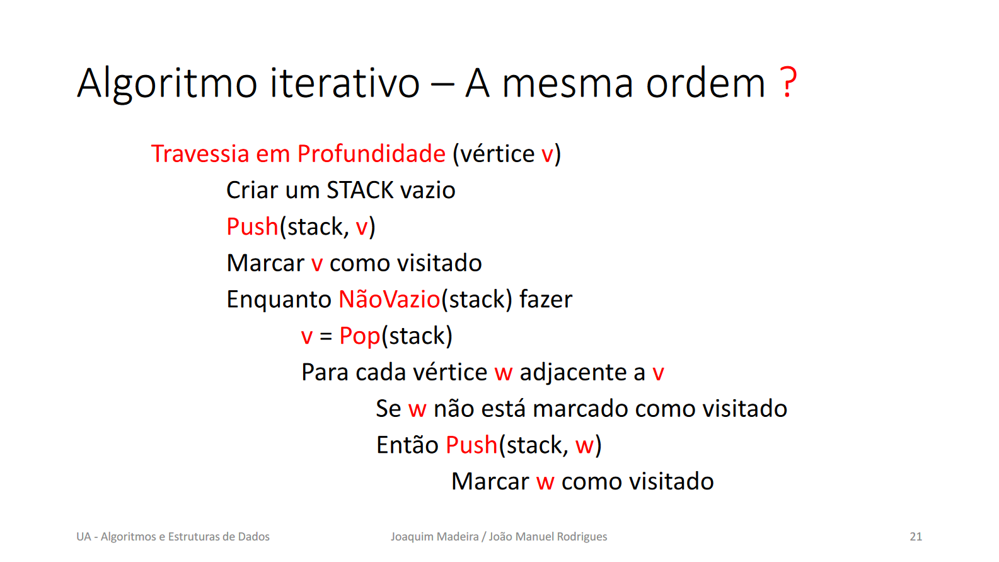 Algoritmo iterativo – A mesma ordem ?
Travessia em Profundidade (vértice v)
Criar um STACK vazio
Push(stack, v)
Marcar v como visitado
Enquanto NãoVazio(stack) fazer
v = Pop(stack)
Para cada vértice w adjacente a v
Se w não está marcado como visitado
Então Push(stack, w)
Marcar w como visitado
UA - Algoritmos e Estruturas de Dados
Joaquim Madeira / João Manuel Rodrigues
21